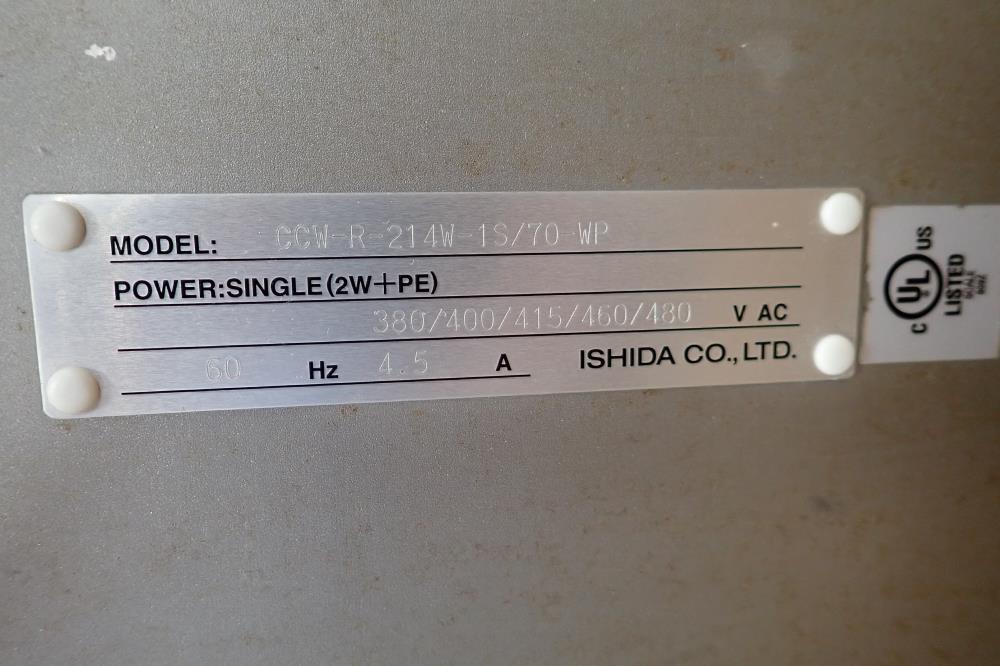 MODEL: CCW-R-214W-1S/70-WP
POWER:SINGLE(2W+PE)
380/400/415/460/480 V AC
60 Hz 4.5 A ISHIDA CO.,LTD.
C UL US
LISTED
SCALE